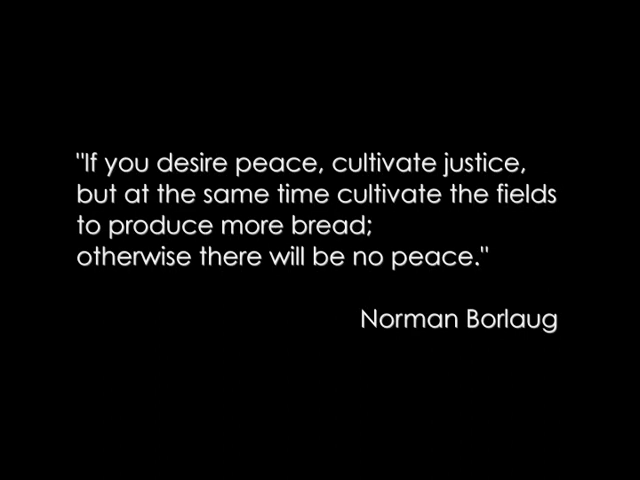 "If you desire peace, cultivate justice,
but at the same time cultivate the fields
to produce more bread;
otherwise there will be no peace."
Norman Borlaug